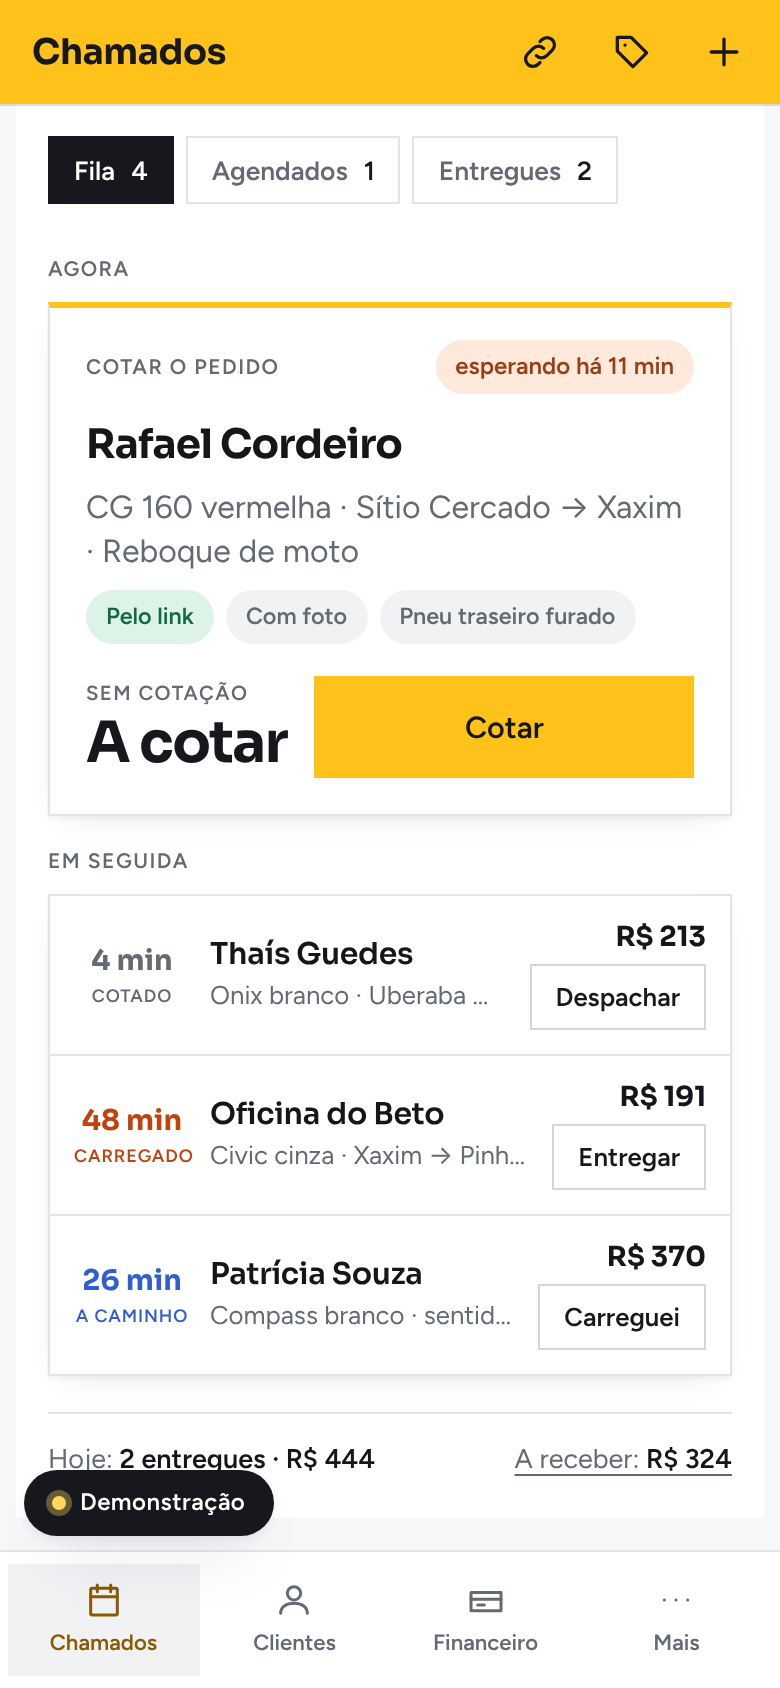 Chamados
Fila 4
Agendados 1
Entregues 2
AGORA
COTAR O PEDIDO
esperando há 11 min
Rafael Cordeiro
CG 160 vermelha · Sítio Cercado → Xaxim
· Reboque de moto
Pelo link
Com foto
Pneu traseiro furado
SEM COTAÇÃO
A cotar
Cotar
EM SEGUIDA
4 min
COTADO
Thaís Guedes
Onix branco · Uberaba ...
R$ 213
Despachar
48 min
CARREGADO
Oficina do Beto
Civic cinza · Xaxim → Pinh...
R$ 191
Entregar
26 min
A CAMINHO
Patrícia Souza
Compass branco · sentid...
R$ 370
Carreguei
Hoje: 2 entregues · R$ 444
A receber: R$ 324
Demonstração
Chamados
Clientes
Financeiro
Mais